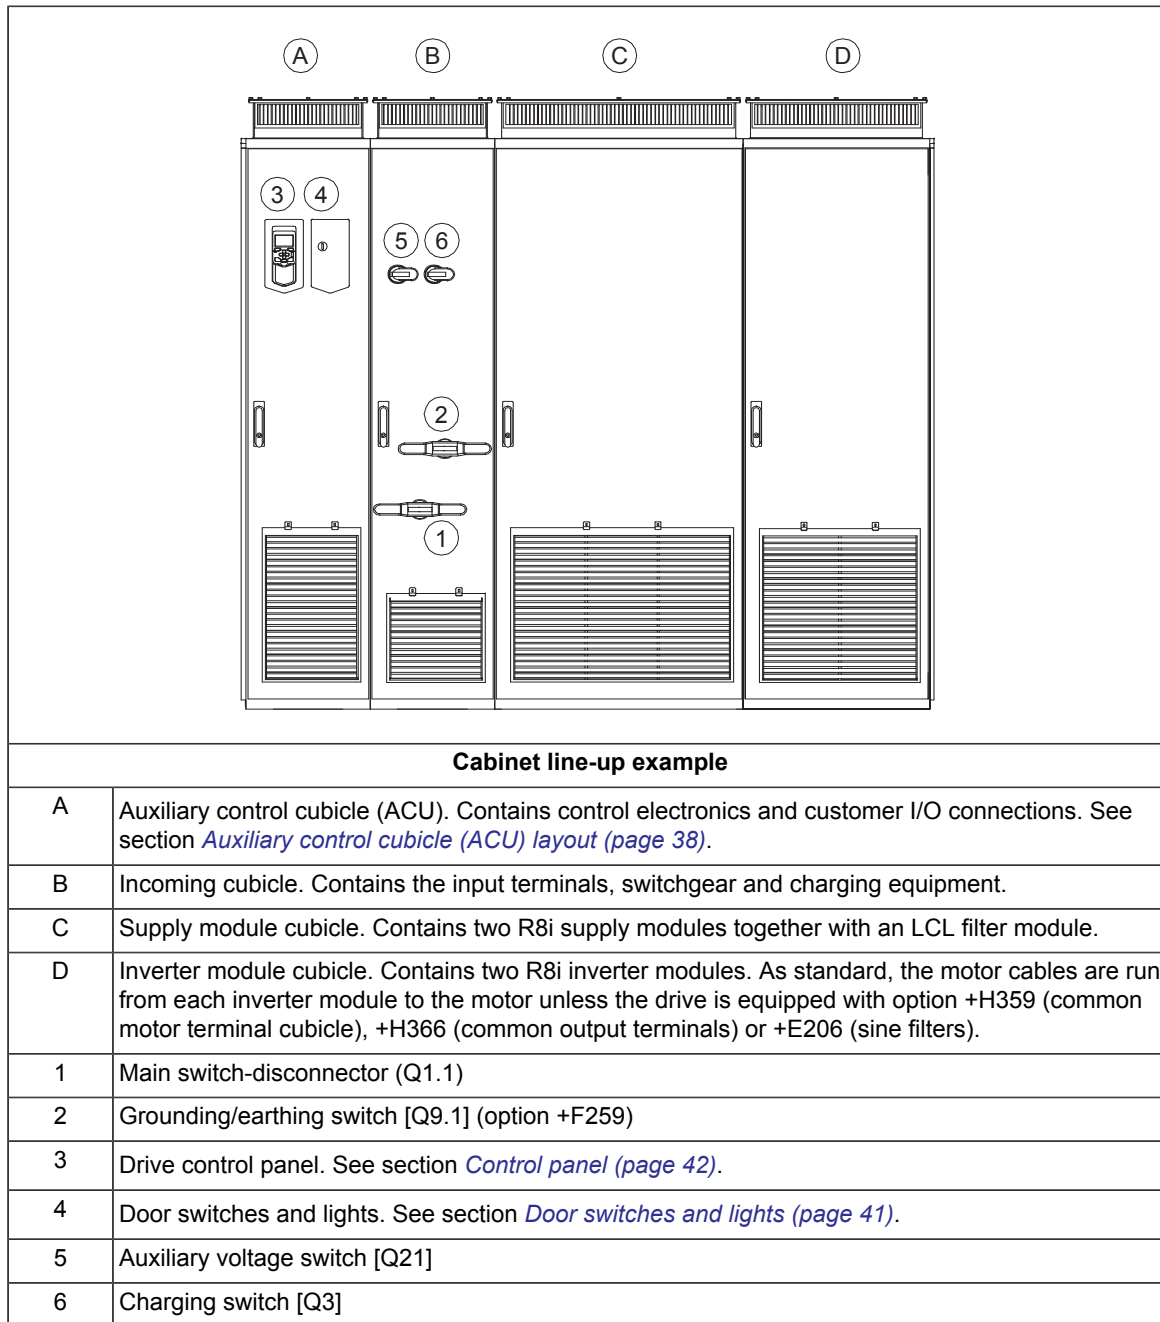 A B C D
3 4
5 6
2
1
Cabinet line-up example
A Auxiliary control cubicle (ACU). Contains control electronics and customer I/O connections. See
section Auxiliary control cubicle (ACU) layout (page 38).
B Incoming cubicle. Contains the input terminals, switchgear and charging equipment.
C Supply module cubicle. Contains two R8i supply modules together with an LCL filter module.
D Inverter module cubicle. Contains two R8i inverter modules. As standard, the motor cables are run
from each inverter module to the motor unless the drive is equipped with option +H359 (common
motor terminal cubicle), +H366 (common output terminals) or +E206 (sine filters).
1 Main switch-disconnector (Q1.1)
2 Grounding/earthing switch [Q9.1] (option +F259)
3 Drive control panel. See section Control panel (page 42).
4 Door switches and lights. See section Door switches and lights (page 41).
5 Auxiliary voltage switch [Q21]
6 Charging switch [Q3]